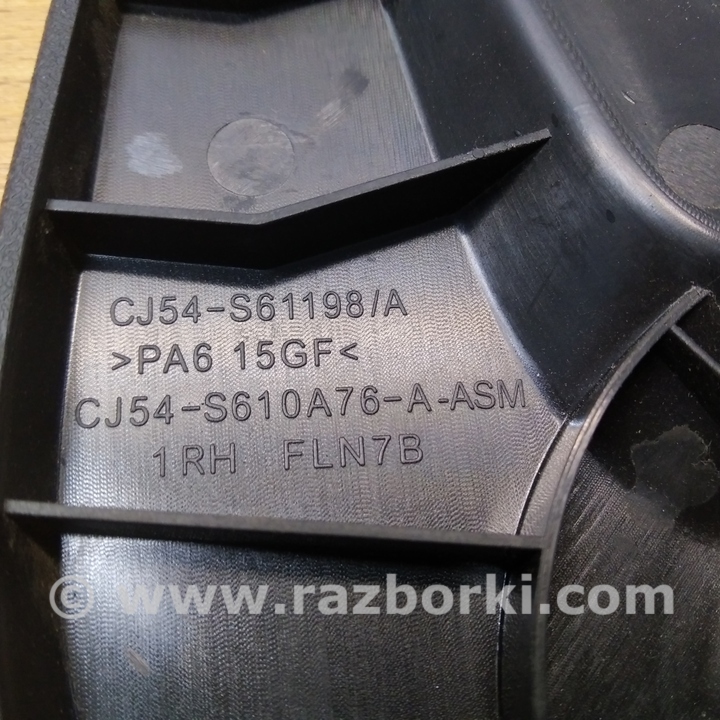 CJ54-S61198/A
>PA6 15GF<
CJ54-S610A76-A-ASM
1RH FLN7B
© www.razborki.com